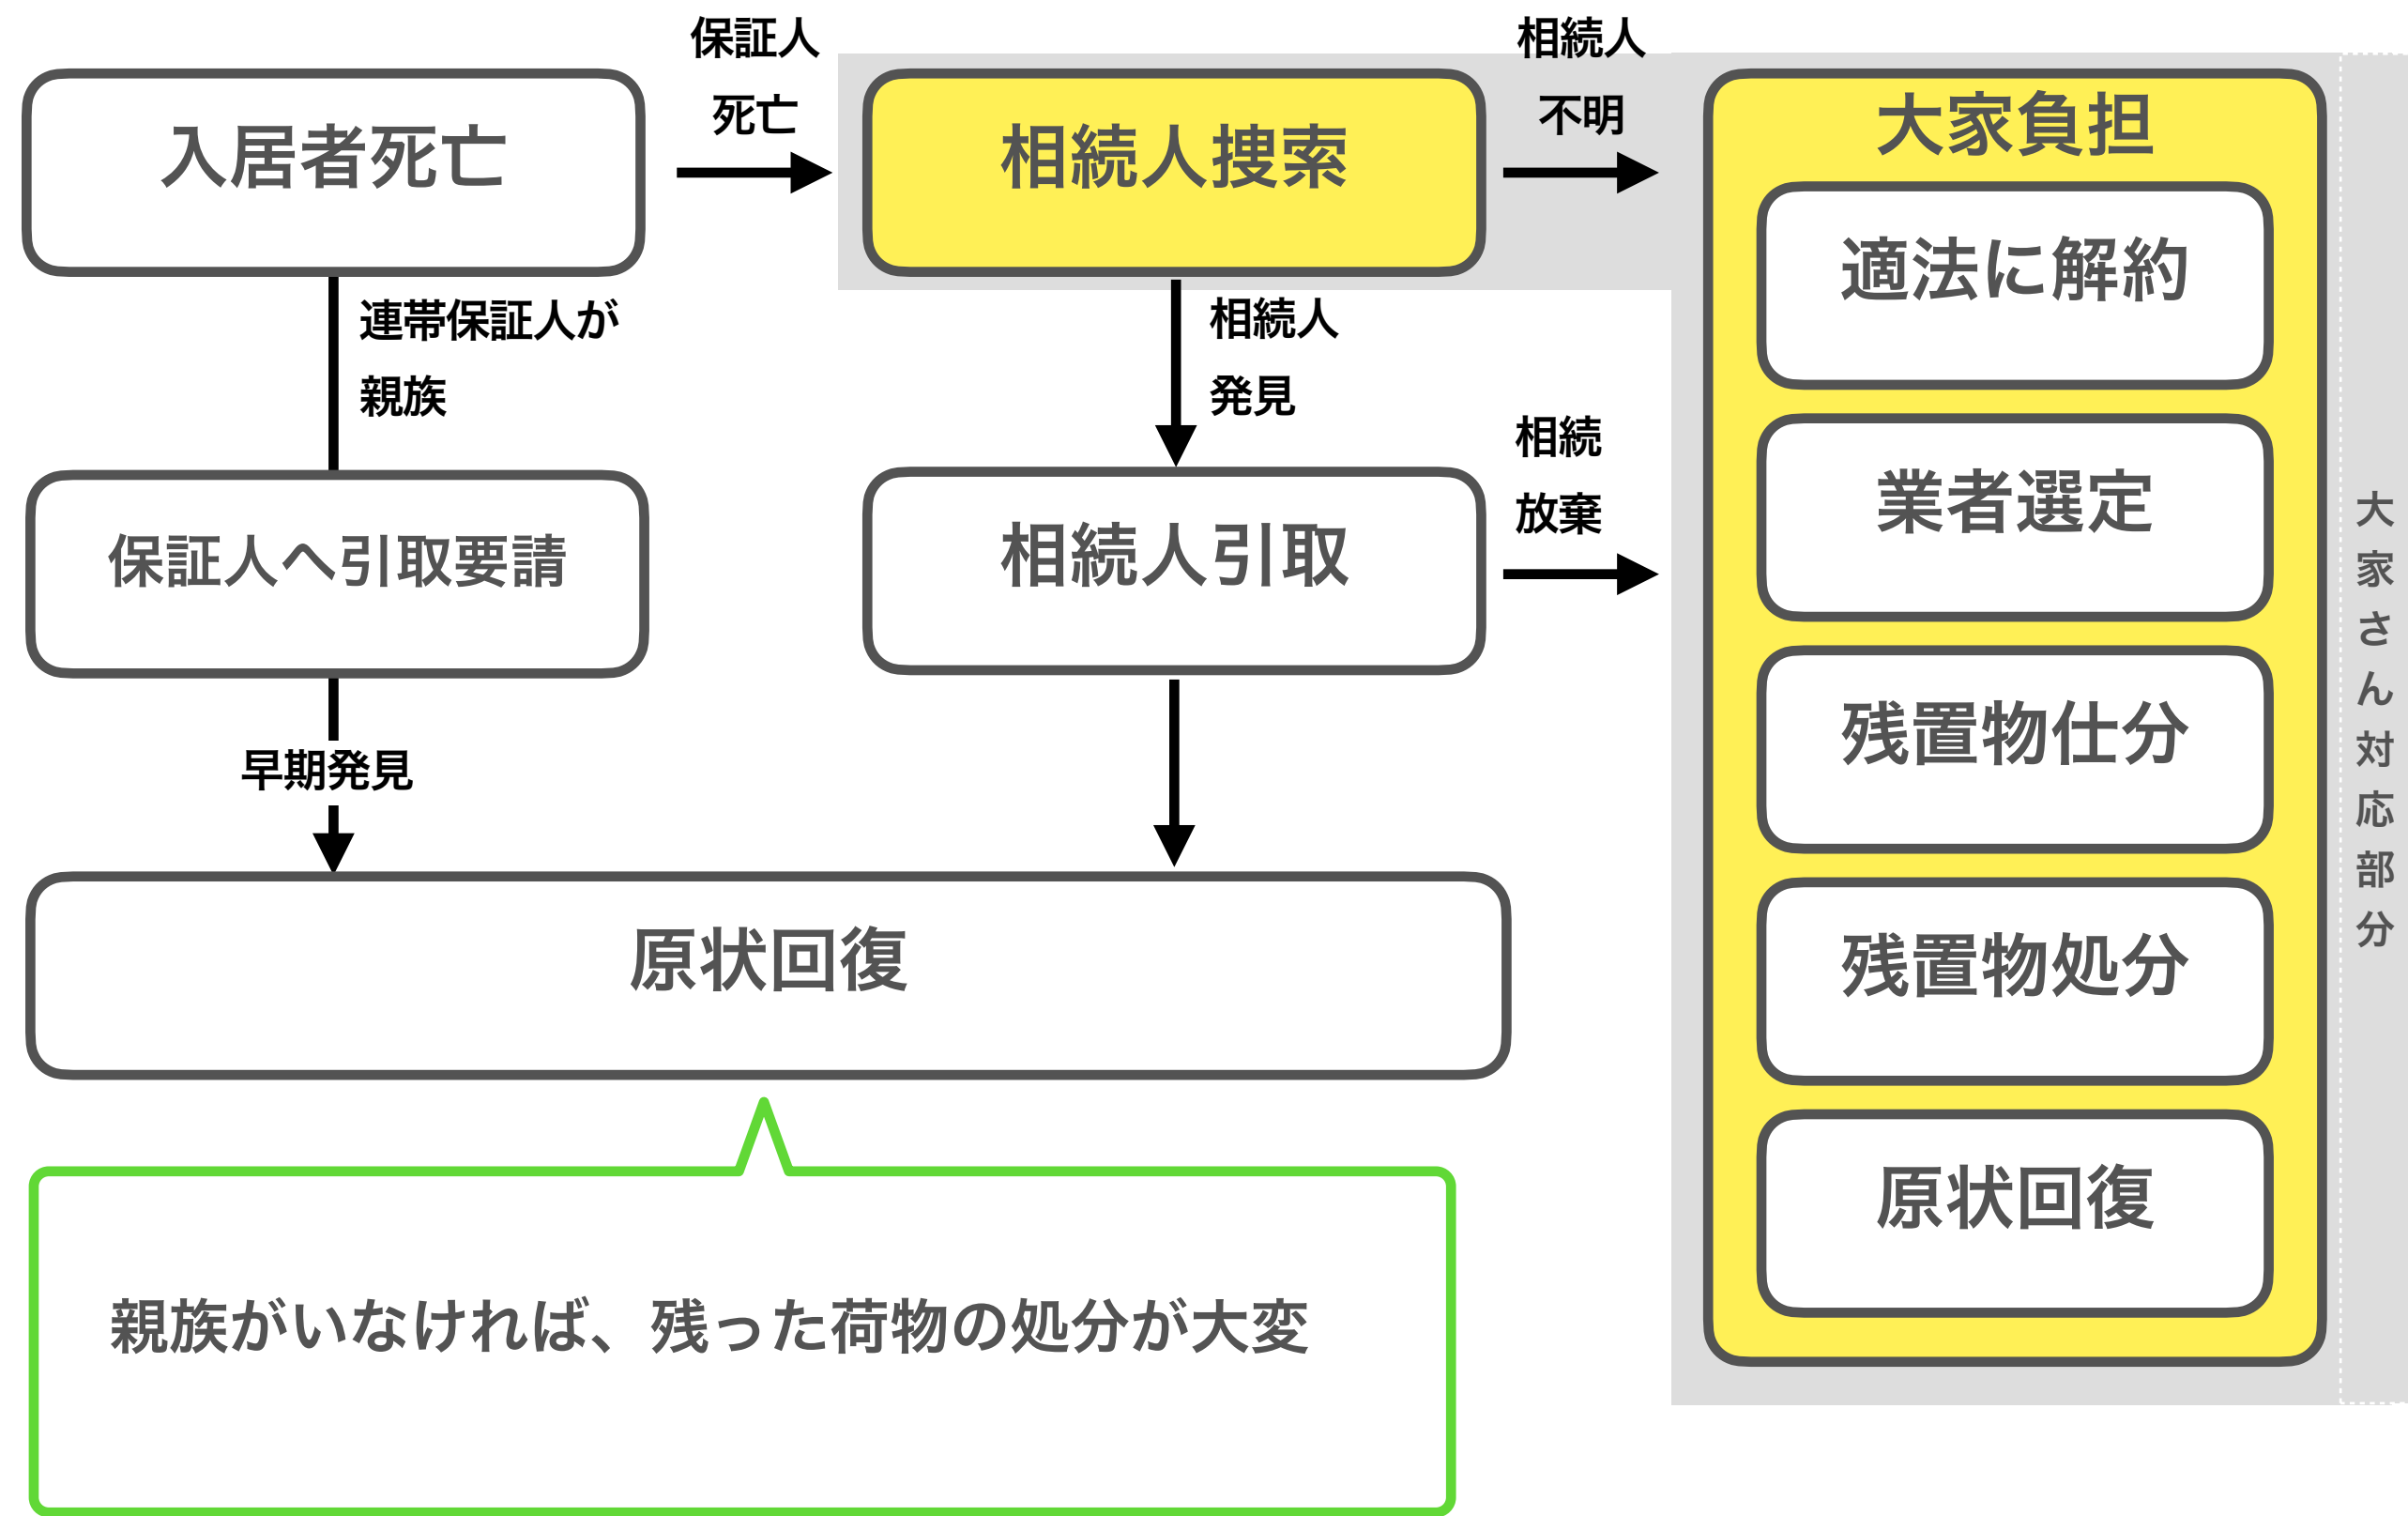 入居者死亡
保証人
死亡
相続人捜索
相続人
不明
大家負担
適法に解約
業者選定
残置物仕分
残置物処分
原状回復
連帯保証人が
親族
保証人へ引取要請
早期発見
相続人
発見
相続人引取
相続
放棄
原状回復
親族がいなければ、残った荷物の処分が大変
大家さん対応部分